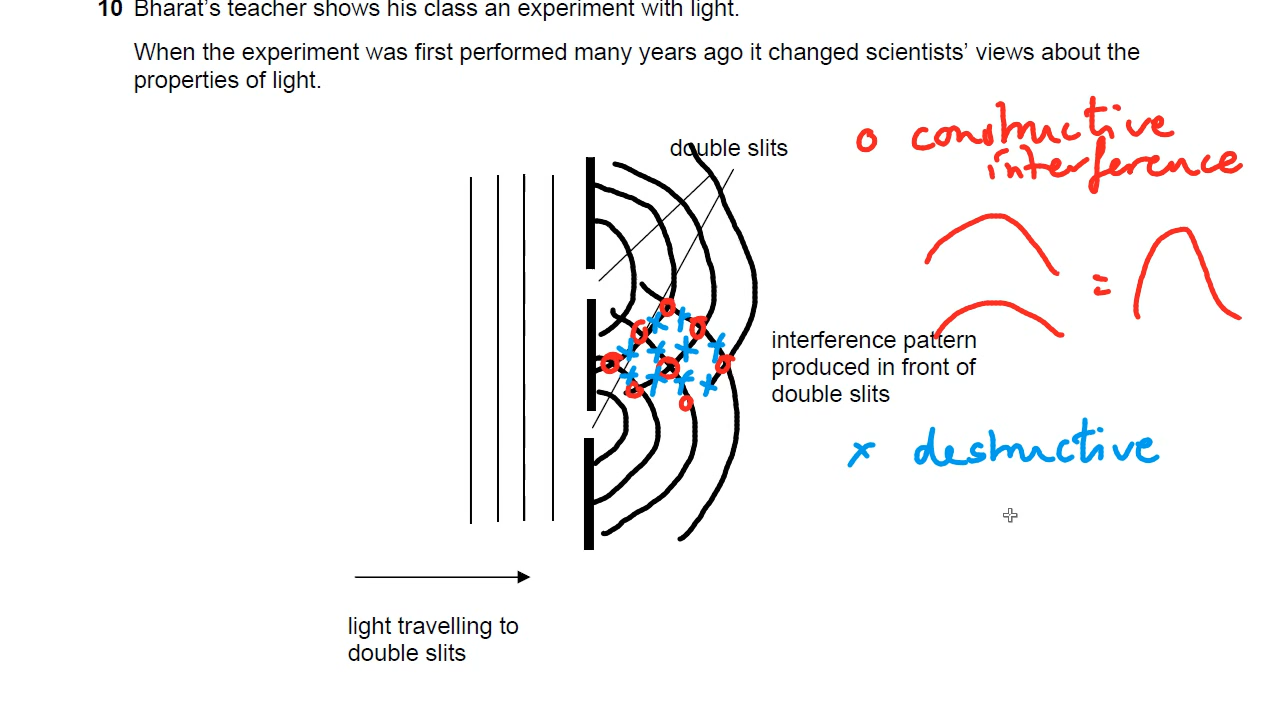 10 Bharat's teacher shows his class an experiment with light.
When the experiment was first performed many years ago it changed scientists' views about the
properties of light.
double slits
o constructive
interference
=
interference pattern
produced in front of
double slits
x destructive
light travelling to
double slits